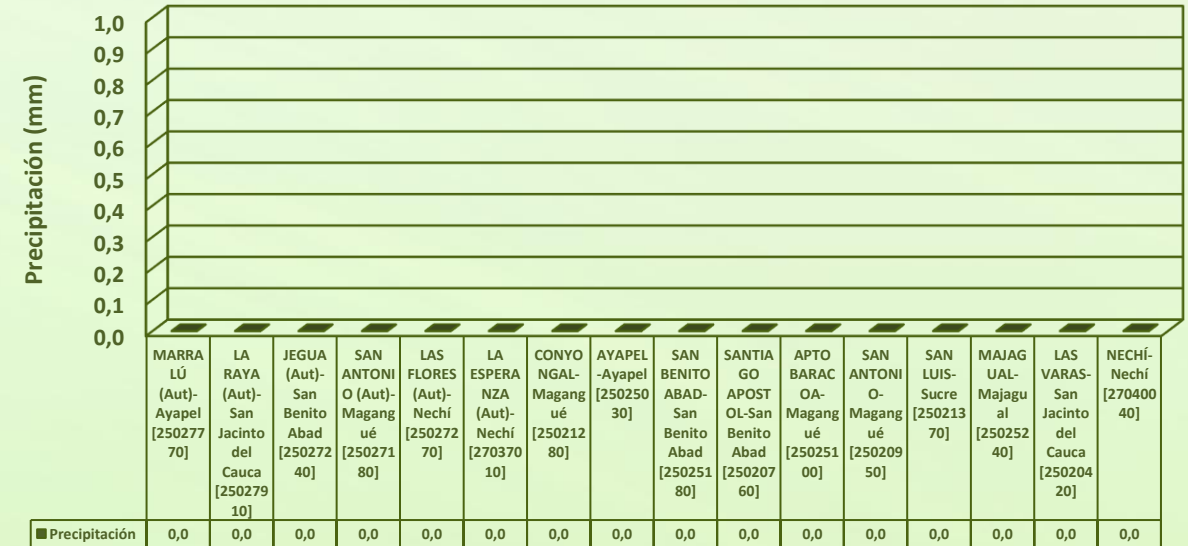 Precipitación (mm)
1,0
0,9
0,8
0,7
0,6
0,5
0,4
0,3
0,2
0,1
0,0
MARRA
LÚ
(Aut)-
Ayapel
[250277
70]
LA
RAYA
(Aut)-
San
Jacinto
del
Cauca
[250279
10]
JEGUA
(Aut)-
San
Benito
Abad
[250272
40]
SAN
ANTONI
O (Aut)-
Magang
ué
[250271
80]
LAS
FLORES
(Aut)-
Nechí
[250272
70]
LA
ESPERA
NZA
(Aut)-
Nechí
[270370
10]
CONYO
NGAL-
Magang
ué
[250212
80]
AYAPEL
-Ayapel
[250250
30]
SAN
BENITO
ABAD-
San
Benito
Abad
[250251
80]
SANTIA
GO
APOST
OL-San
Benito
Abad
[250207
60]
APTO
BARAC
OA-
Magang
ué
[250251
00]
SAN
ANTONI
O-
Magang
ué
[250209
50]
SAN
LUIS-
Sucre
[250213
70]
MAJAG
UAL-
Majagu
al
[250252
40]
LAS
VARAS-
San
Jacinto
del
Cauca
[250204
20]
NECHÍ-
Nechí
[270400
40]
Precipitación 0,0 0,0 0,0 0,0 0,0 0,0 0,0 0,0 0,0 0,0 0,0 0,0 0,0 0,0 0,0 0,0